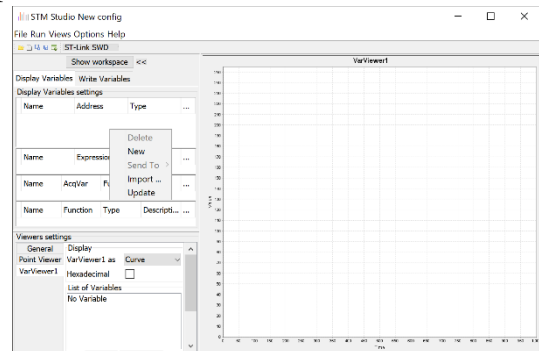 STM Studio New config
File Run Views Options Help
ST-Link SWD
Show workspace <<
Display Variables Write Variables
Display Variables settings
Name Address Type ...
Delete
New
Send To >
Import ...
Update
Name Expression ...
Name AcqVar ...
Name Function Type Descripti... ...
Viewers settings
General
Point Viewer
VarViewer1
Display
VarViewer1 as Curve
Hexadecimal
List of Variables
No Variable
VarViewer1